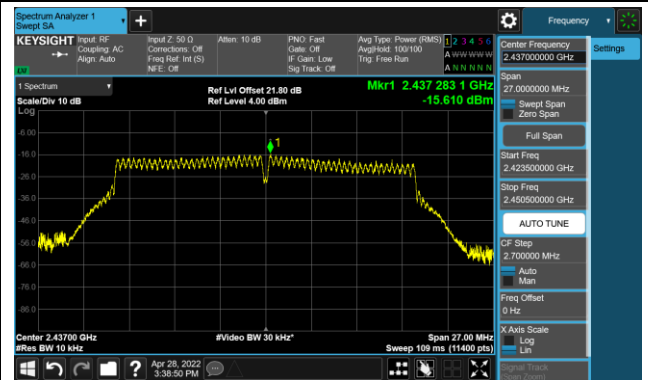 Spectrum Analyzer 1
Swept SA
Frequency
KEYSIGHT
Input: RF
Coupling: AC
Align: Auto
Input Z: 50 Ω
Corrections: Off
Freq Ref: Int (S)
NFE: Off
Atten: 10 dB
PNO: Fast
Gate: Off
IF Gain: Low
Sig Track: Off
Avg Type: Power (RMS)
Avg|Hold: 100/100
Trig: Free Run
1 2 3 4 5 6
A W W W W W
A N N N N N
LXI
1 Spectrum
Scale/Div 10 dB
Log
Ref Lvl Offset 21.80 dB
Ref Level 4.00 dBm
Mkr1 2.437 283 1 GHz
-15.610 dBm
1
-6.00
-16.0
-26.0
-36.0
-46.0
-56.0
-66.0
-76.0
-86.0
Center 2.43700 GHz
#Res BW 10 kHz
#Video BW 30 kHz*
Span 27.00 MHz
Sweep 109 ms (11400 pts)
Apr 28, 2022
3:38:50 PM
Center Frequency
2.437000000 GHz
Settings
Span
27.0000000 MHz
Swept Span
Zero Span
Full Span
Start Freq
2.423500000 GHz
Stop Freq
2.450500000 GHz
AUTO TUNE
CF Step
2.700000 MHz
Auto
Man
Freq Offset
0 Hz
X Axis Scale
Log
Lin
Signal Track
(Span Zoom)